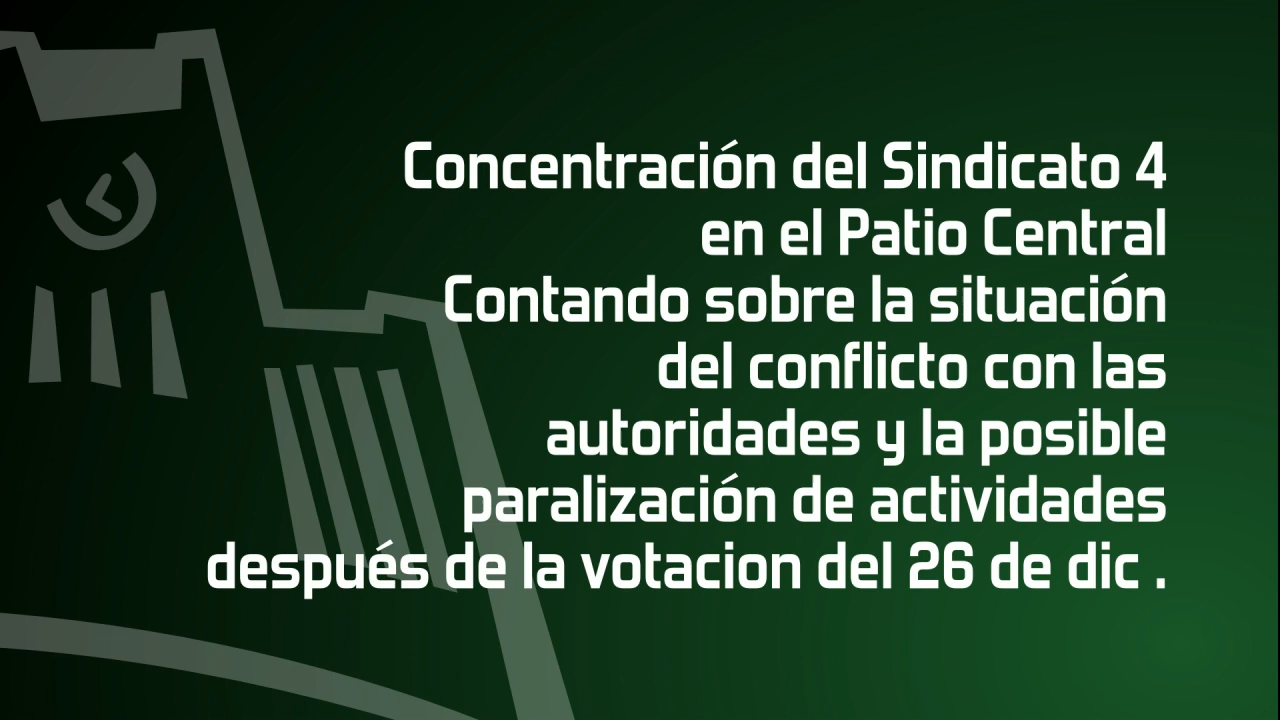 Concentración del Sindicato 4
en el Patio Central
Contando sobre la situación
del conflicto con las
autoridades y la posible
paralización de actividades
después de la votacion del 26 de dic .